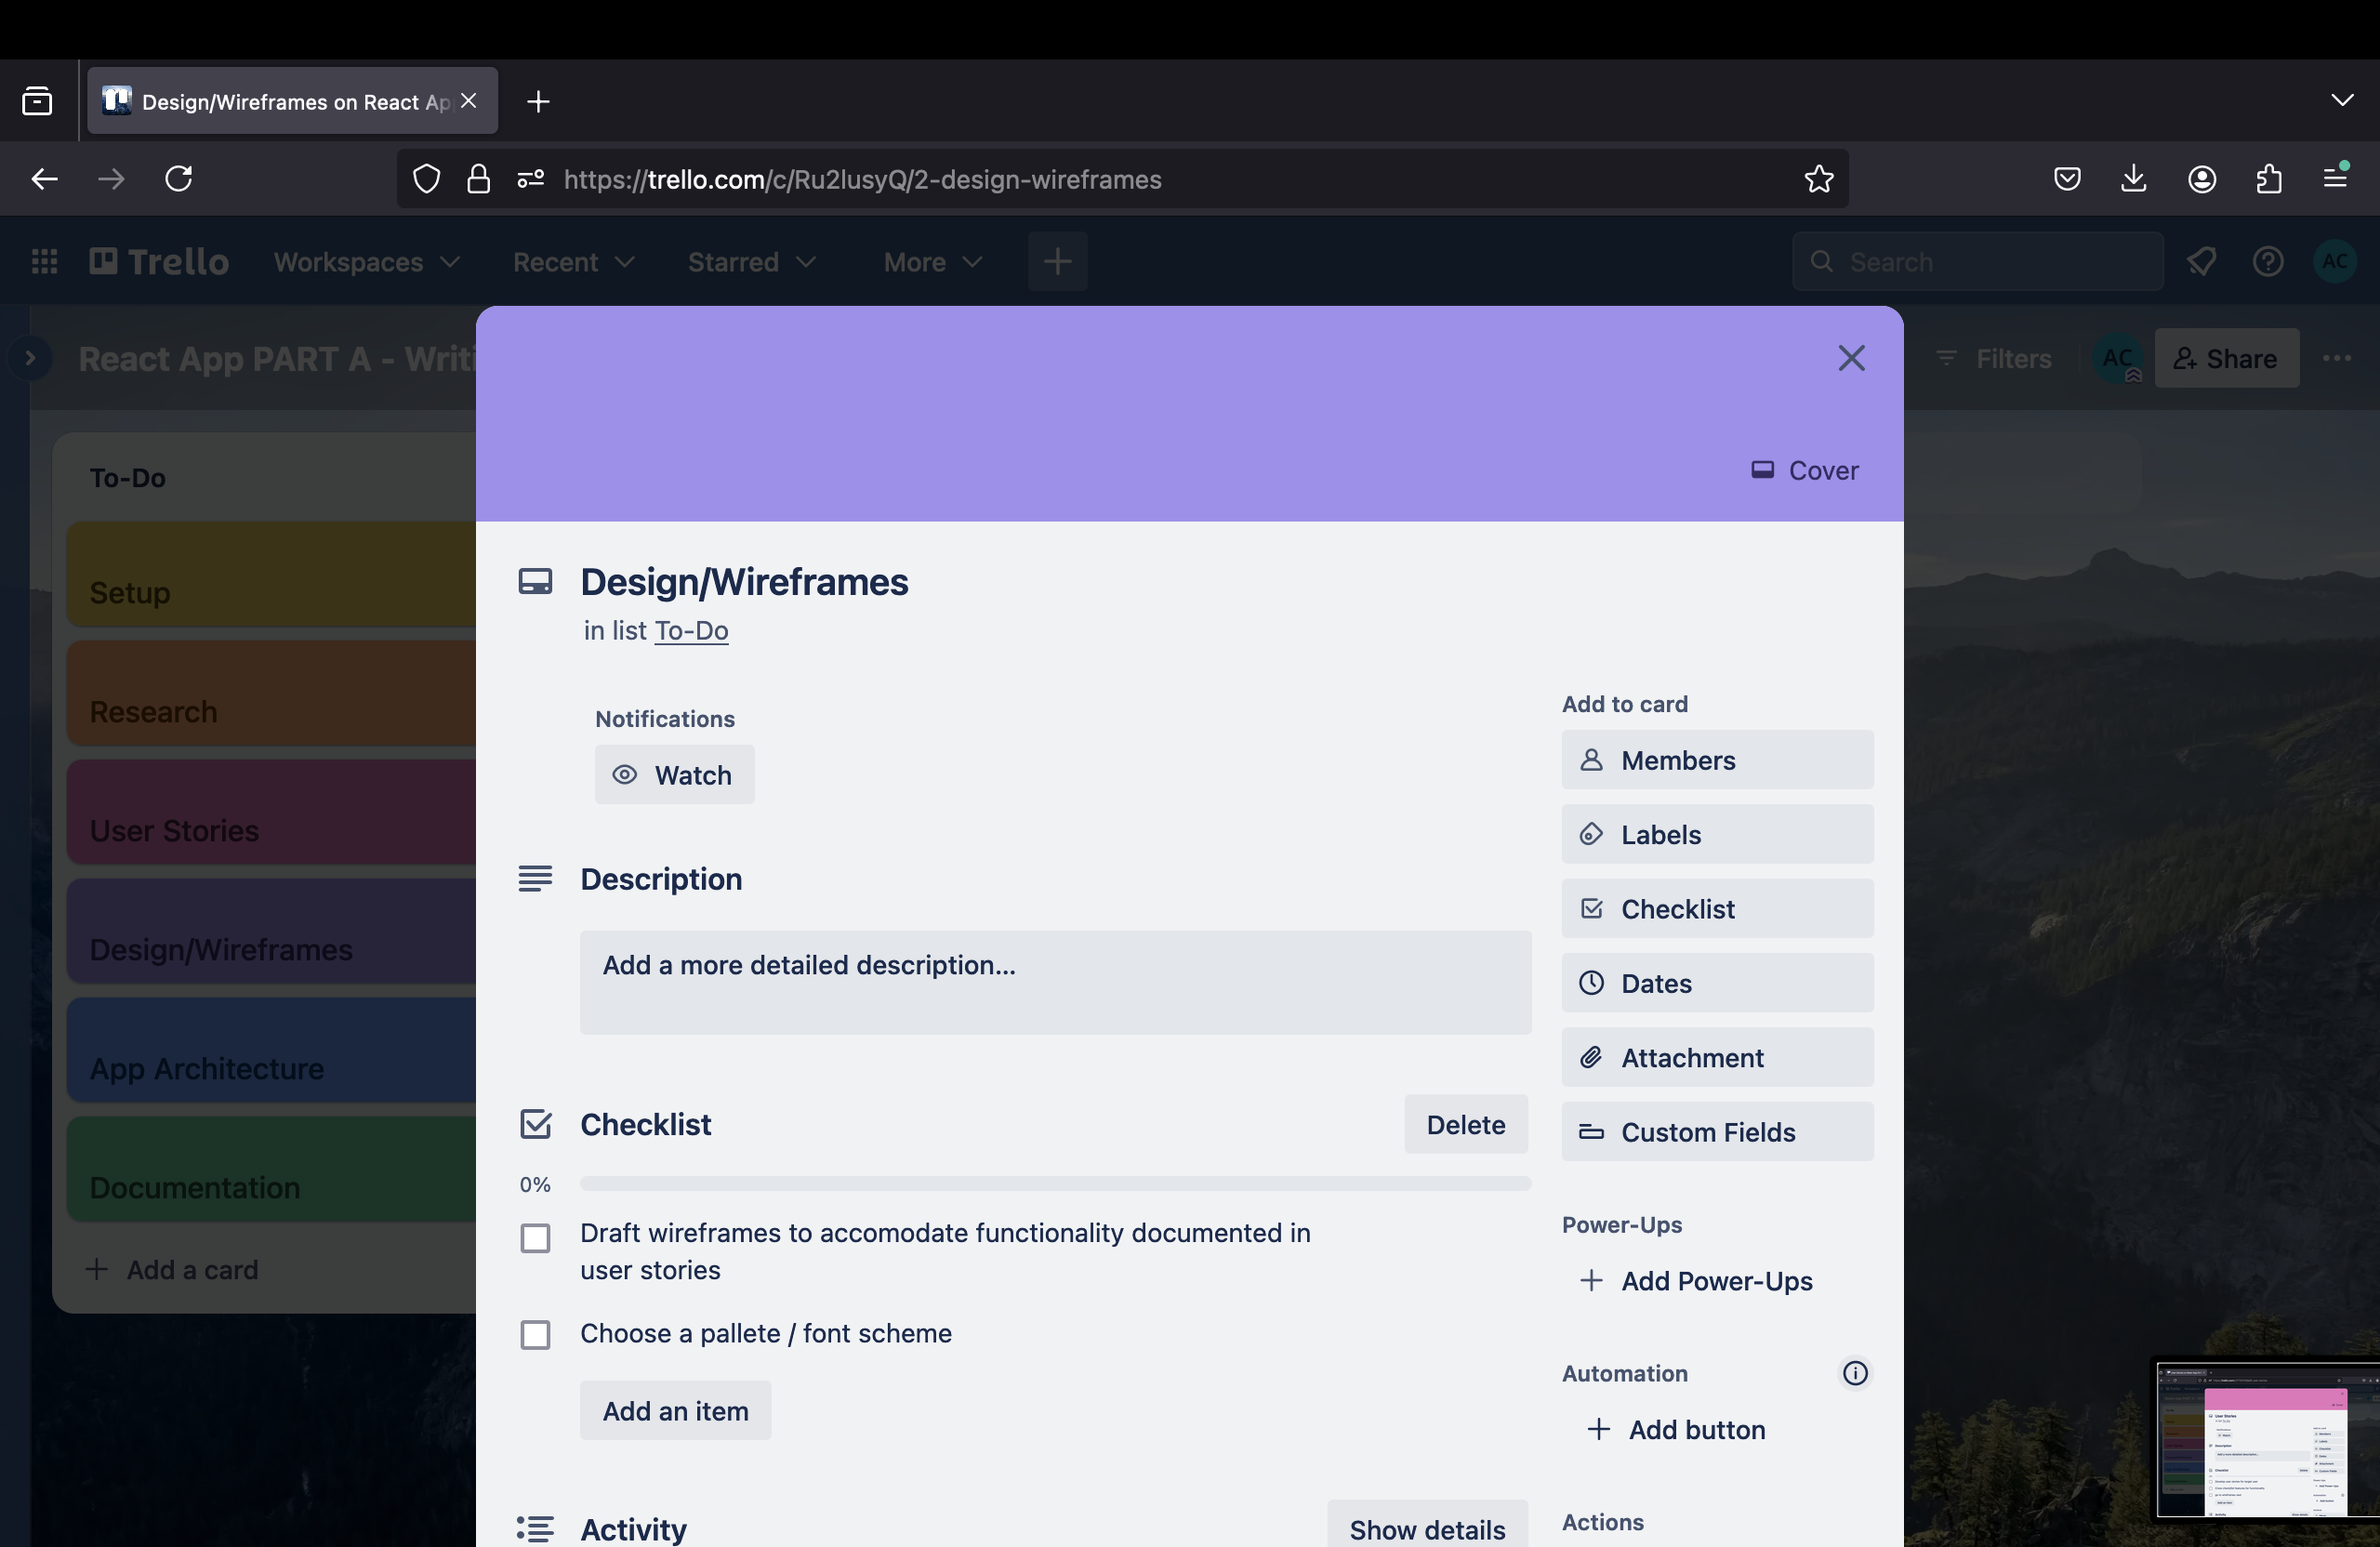 Design/Wireframes on React Ap
https://trello.com/c/Ru2lusyQ/2-design-wireframes
Trello
Workspaces
Recent
Starred
More
Search
AC
React App PART A - Writi
Filters
AC
Share
Cover
To-Do
Setup
Research
User Stories
Design/Wireframes
App Architecture
Documentation
Add a card
Design/Wireframes
in list To-Do
Notifications
Watch
Description
Add a more detailed description...
Checklist
Delete
0%
Draft wireframes to accomodate functionality documented in
user stories
Choose a pallete / font scheme
Add an item
Activity
Show details
Add to card
Members
Labels
Checklist
Dates
Attachment
Custom Fields
Power-Ups
Add Power-Ups
Automation
Add button
Actions